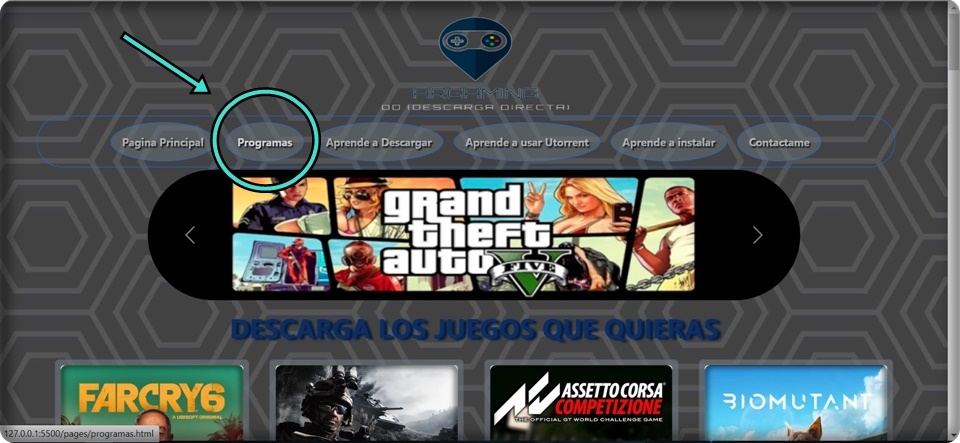 ARGAMING
DD (DESCARGA DIRECTA)
Pagina Principal
Programas
Aprende a Descargar
Aprende a usar Utorrent
Aprende a instalar
Contactame
grand
theft
auto
FIVE
DESCARGA LOS JUEGOS QUE QUIERAS
FARCRY6
A UBISOFT ORIGINAL
ASSETTO CORSA
COMPETIZIONE
THE OFFICIAL GT WORLD CHALLENGE GAME
BIOMUTANT
127.0.0.1:5500/pages/programas.html